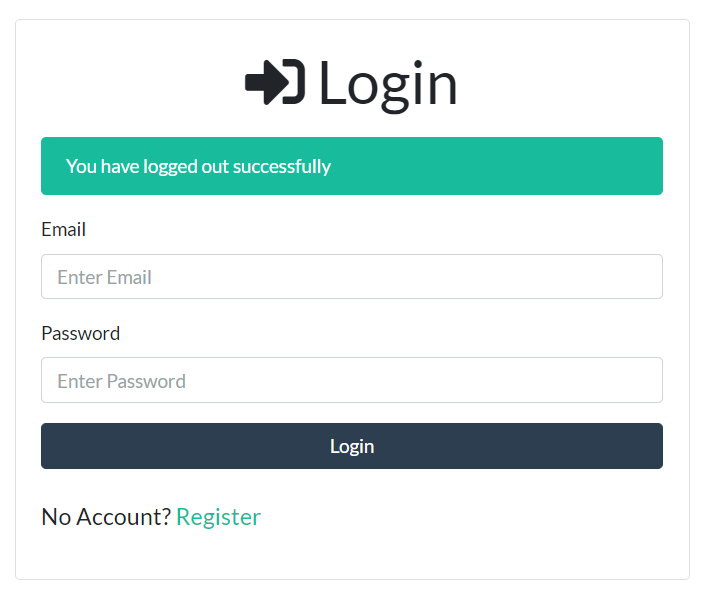 Login
You have logged out successfully
Email
Enter Email
Password
Enter Password
Login
No Account? Register